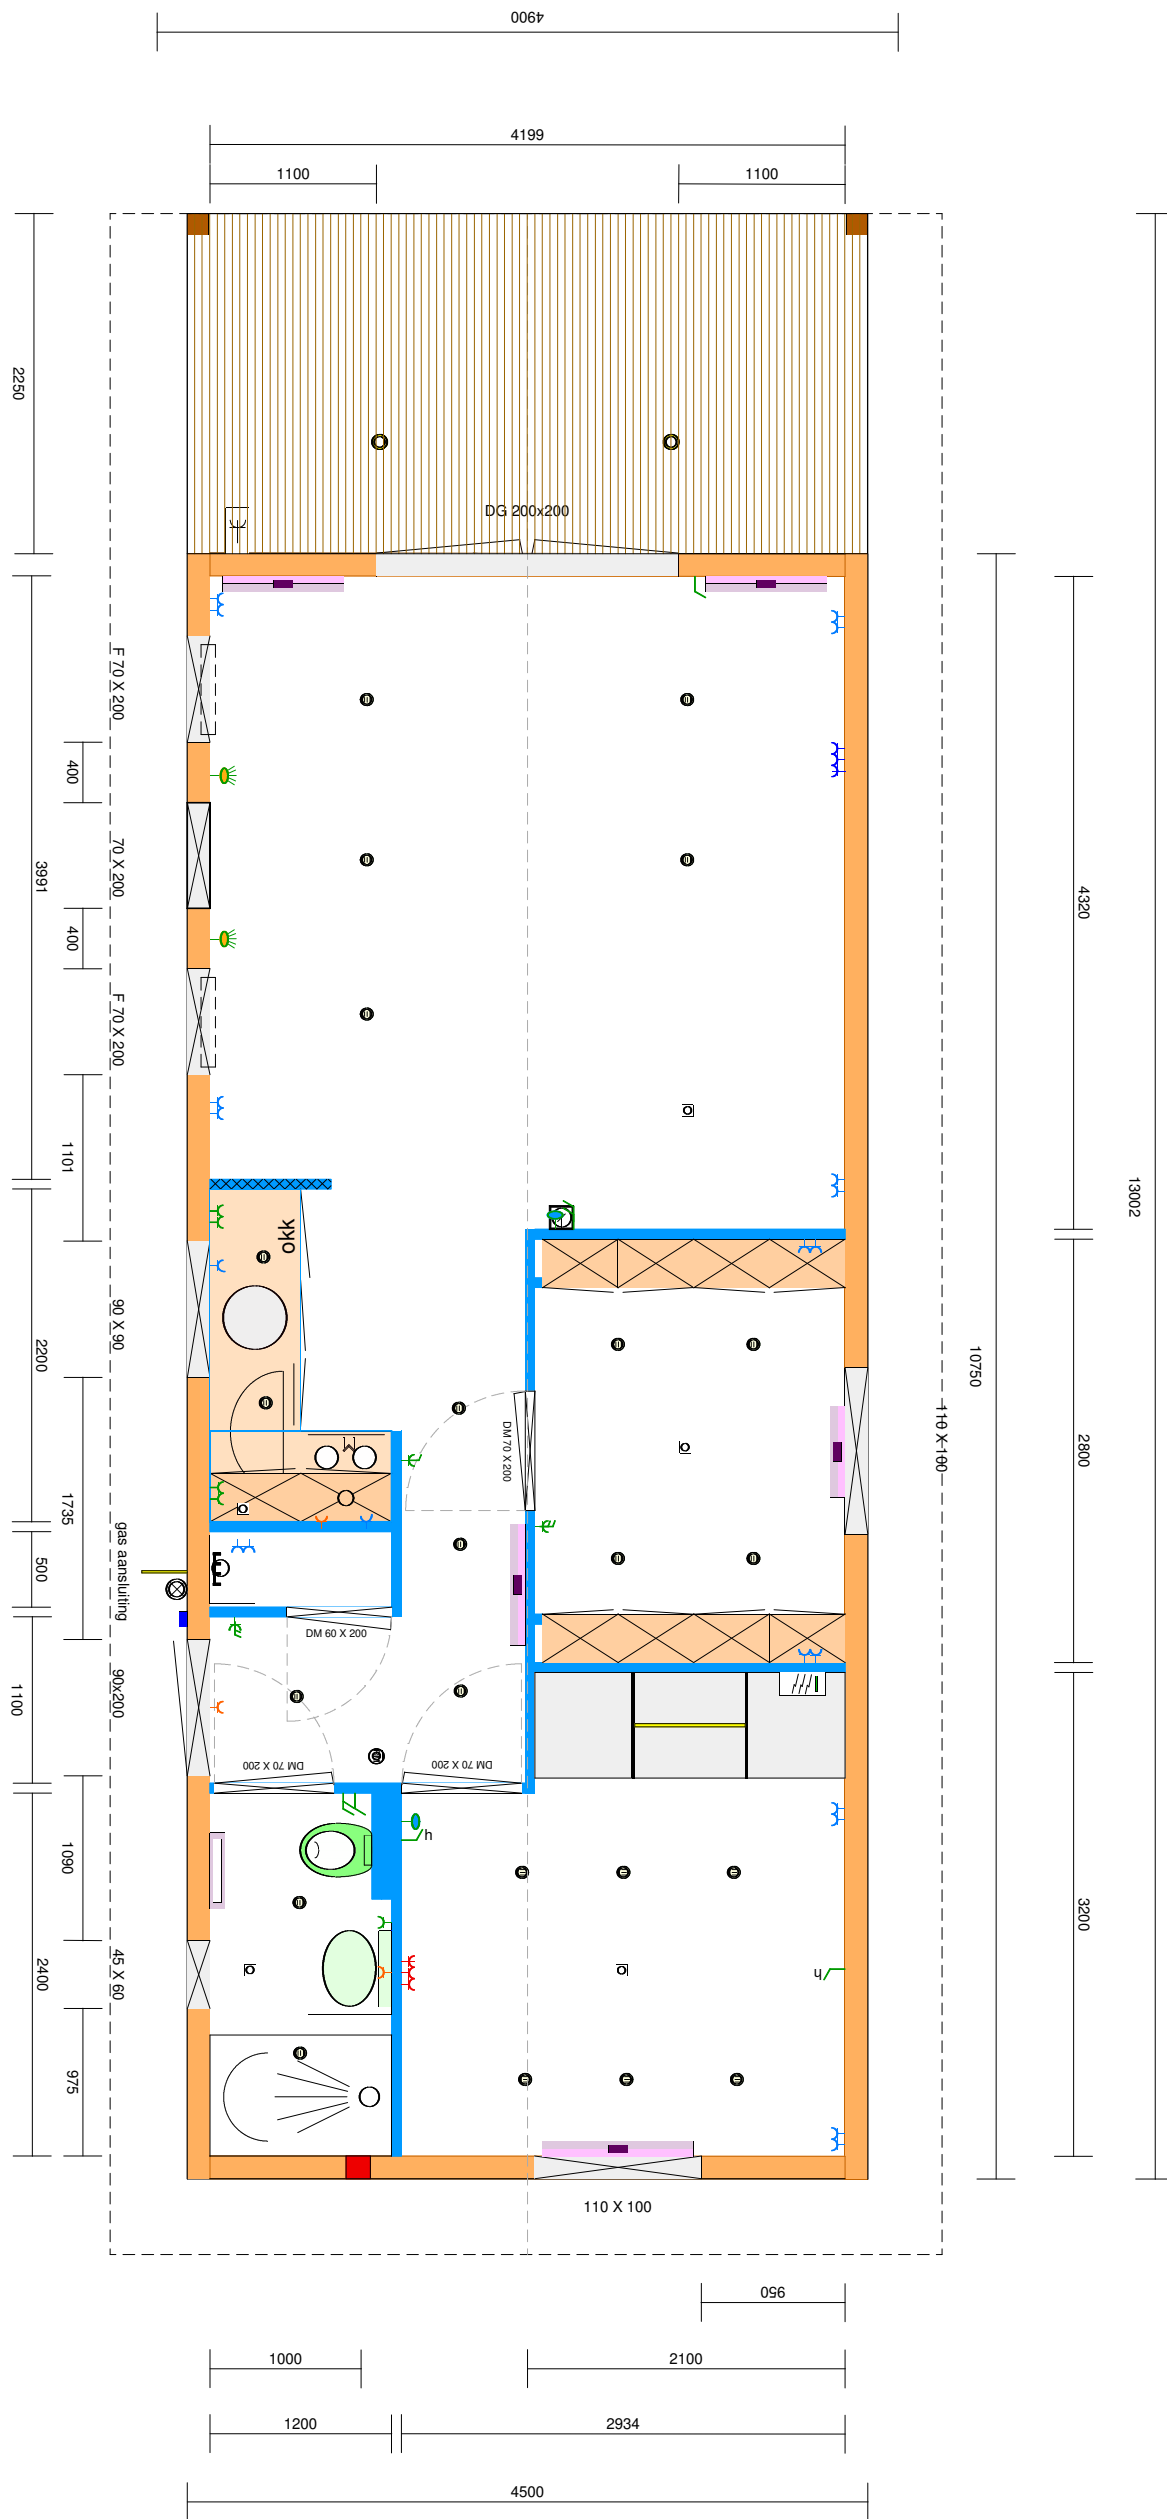 4900
4199
1100
1100
2250
DG 200x200
F 70 X 200
400
70 X 200
3991
400
F 70 X 200
4320
1101
13002
OKK
90 X 90
2200
10750
110 X 100
2800
DM 70 X 200
1735
gas aansluiting
500
DM 60 X 200
90x200
1100
DM 70 X 200
DM 70 X 200
h
1090
3200
45 X 60
2400
h
975
110 X 100
950
1000
2100
1200
2934
4500